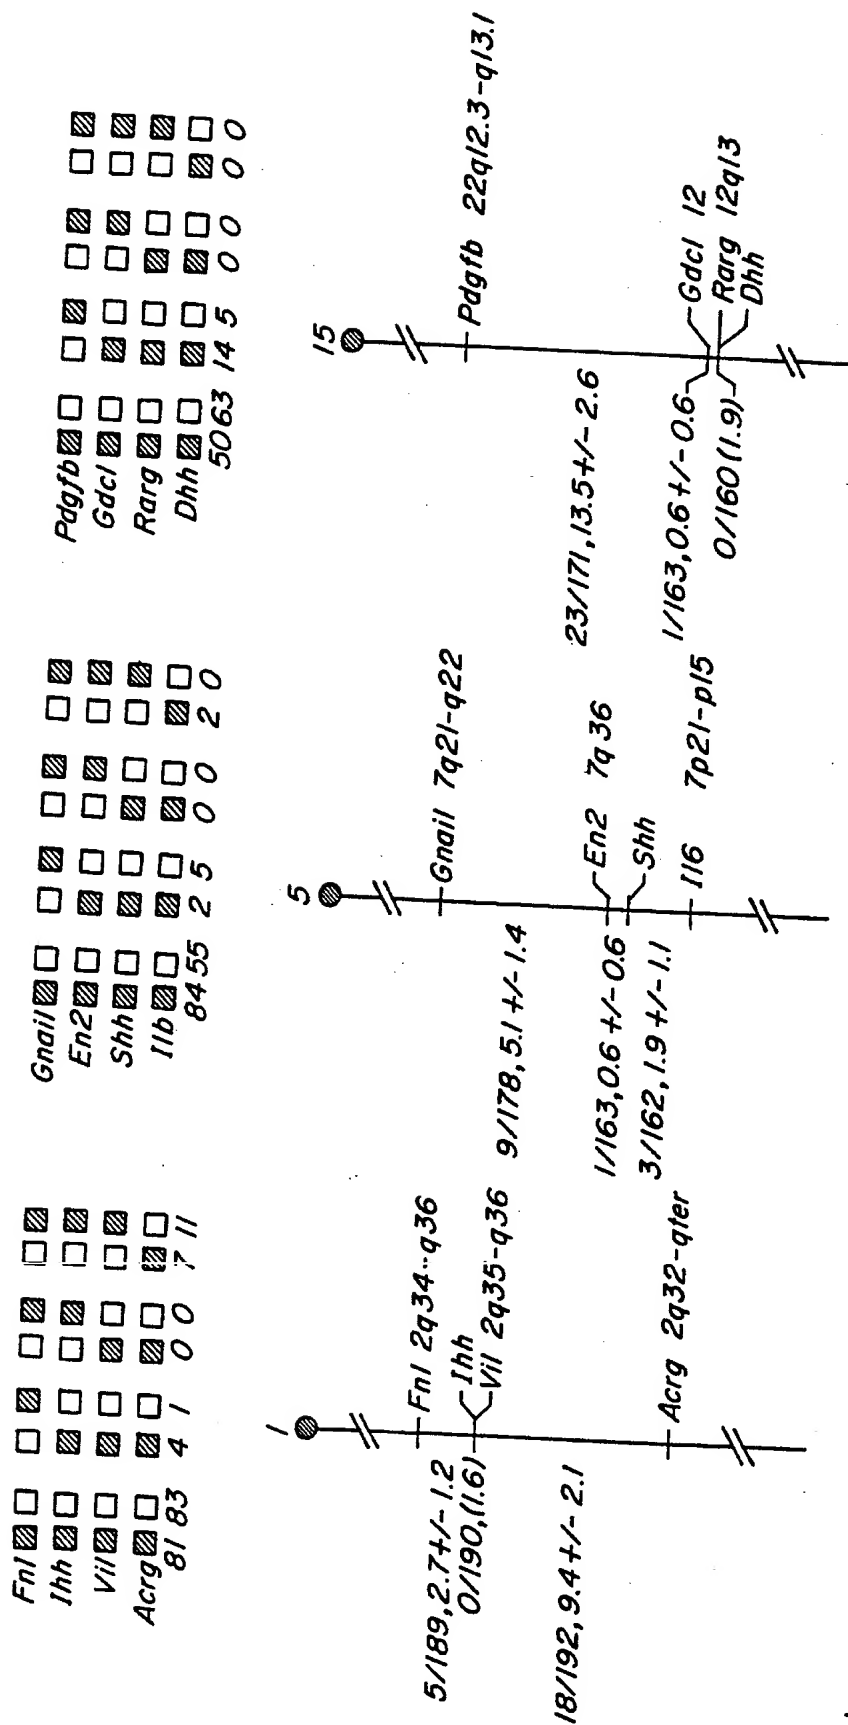 Fn1
Ihh
Vil
Acrg
81 83 4 1 0 0 7 11
1
Fn1 2q34-q36
Ihh
Vil 2q35-q36
Acrg 2q32-qter
5/189, 2.7+/-1.2
0/190, (1.6)
18/192, 9.4+/-2.1
Gnail
En2
Shh
Ilb
84 55 2 5 0 0 2 0
5
Gnail 7q21-q22
En2 7q36
Shh
Il6 7p21-p15
9/178, 5.1+/-1.4
1/163, 0.6+/-0.6
3/162, 1.9+/-1.1
Pdgfb
Gdcl
Rarg
Dhh
50 63 14 5 0 0 0 0
15
Pdgfb 22q12.3-q13.1
Gdcl 12
Rarg 12q13
Dhh
23/171, 13.5+/-2.6
1/163, 0.6+/-0.6
0/160 (1.9)